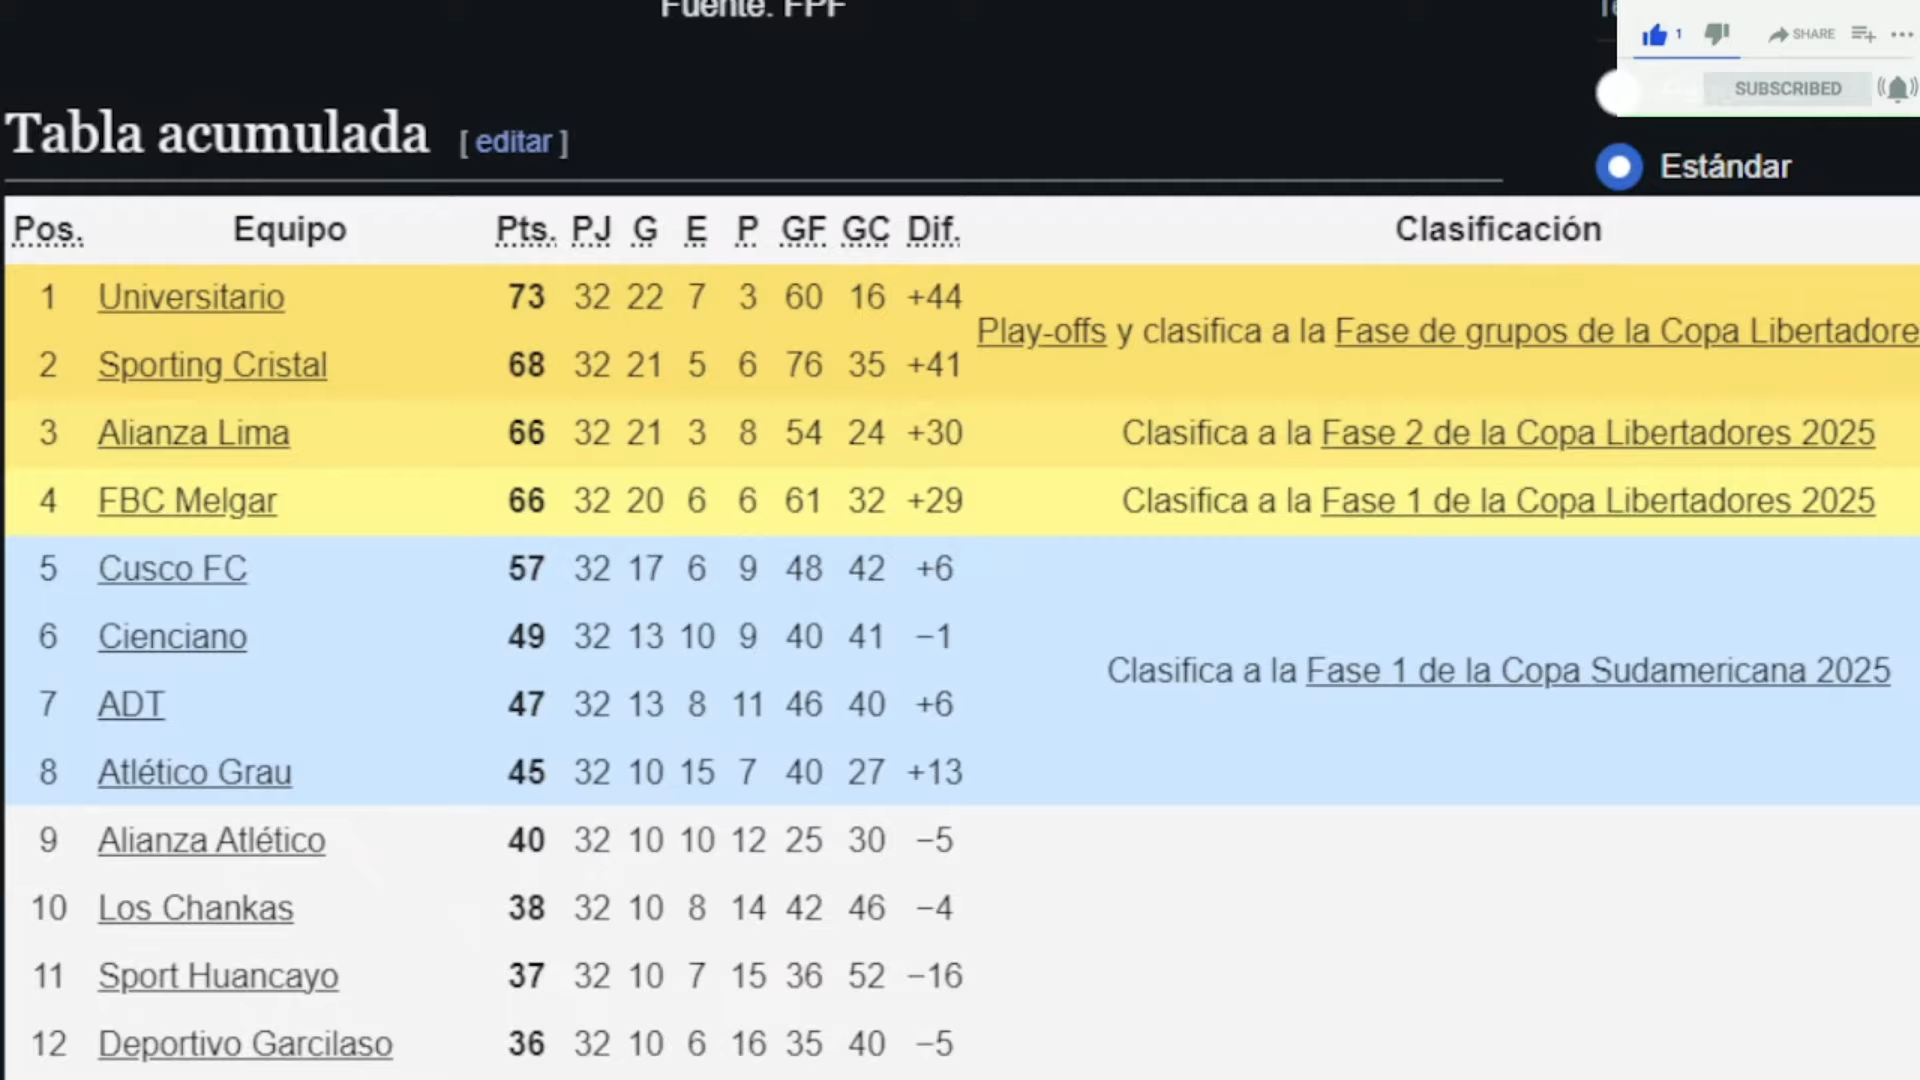 Fuente: FPF
1 SHARE
SUBSCRIBED
Tabla acumulada [ editar ]
Estándar
Pos. Equipo Pts. PJ G E P GF GC Dif. Clasificación
1 Universitario 73 32 22 7 3 60 16 +44
Play-offs y clasifica a la Fase de grupos de la Copa Libertadore
2 Sporting Cristal 68 32 21 5 6 76 35 +41
3 Alianza Lima 66 32 21 3 8 54 24 +30 Clasifica a la Fase 2 de la Copa Libertadores 2025
4 FBC Melgar 66 32 20 6 6 61 32 +29 Clasifica a la Fase 1 de la Copa Libertadores 2025
5 Cusco FC 57 32 17 6 9 48 42 +6
6 Cienciano 49 32 13 10 9 40 41 −1
Clasifica a la Fase 1 de la Copa Sudamericana 2025
7 ADT 47 32 13 8 11 46 40 +6
8 Atlético Grau 45 32 10 15 7 40 27 +13
9 Alianza Atlético 40 32 10 10 12 25 30 −5
10 Los Chankas 38 32 10 8 14 42 46 −4
11 Sport Huancayo 37 32 10 7 15 36 52 −16
12 Deportivo Garcilaso 36 32 10 6 16 35 40 −5